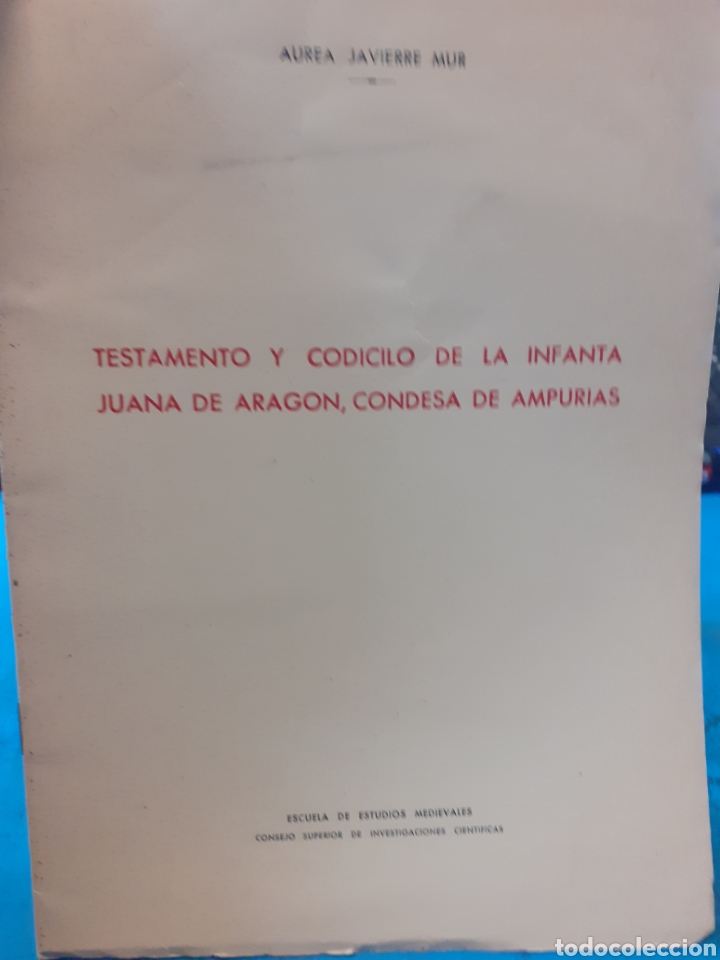 AUREA JAVIERRE MUR
TESTAMENTO Y CODICILO DE LA INFANTA
JUANA DE ARAGON, CONDESA DE AMPURIAS
ESCUELA DE ESTUDIOS MEDIEVALES
CONSEJO SUPERIOR DE INVESTIGACIONES CIENTIFICAS
todocoleccion